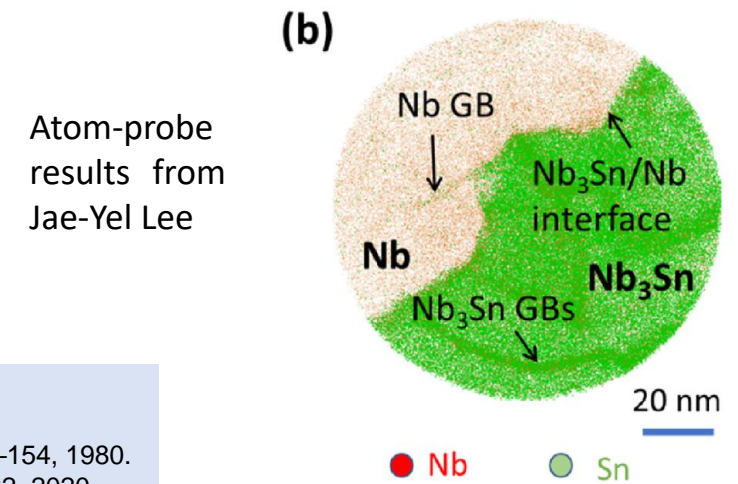 (b)
Atom-probe
results from
Jae-Yel Lee
Nb GB
Nb₃Sn/Nb
interface
Nb
Nb₃Sn
Nb₃Sn GBs
20 nm
–154, 1980.
2020
Nb
Sn